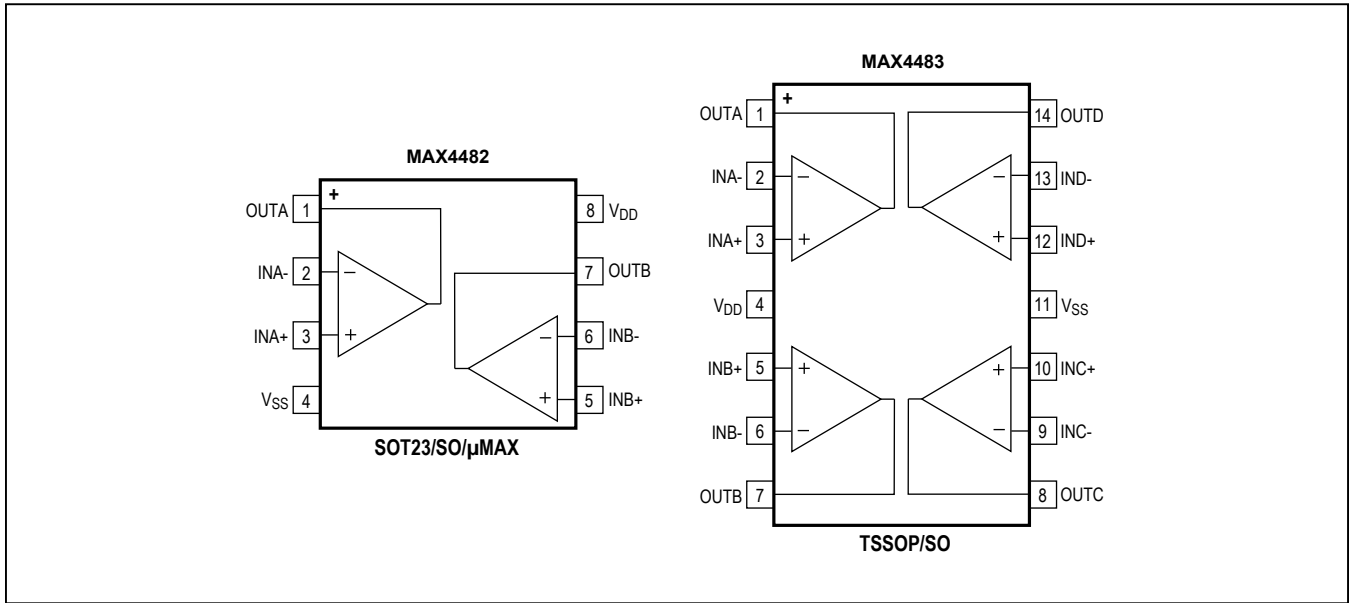 MAX4482
+
OUTA 1
8 VDD
INA- 2
−
7 OUTB
INA+ 3
+
−
6 INB-
VSS 4
+
5 INB+
SOT23/SO/µMAX
MAX4483
+
OUTA 1
14 OUTD
INA- 2
−
−
13 IND-
INA+ 3
+
+
12 IND+
VDD 4
11 VSS
INB+ 5
+
+
10 INC+
INB- 6
−
−
9 INC-
OUTB 7
8 OUTC
TSSOP/SO